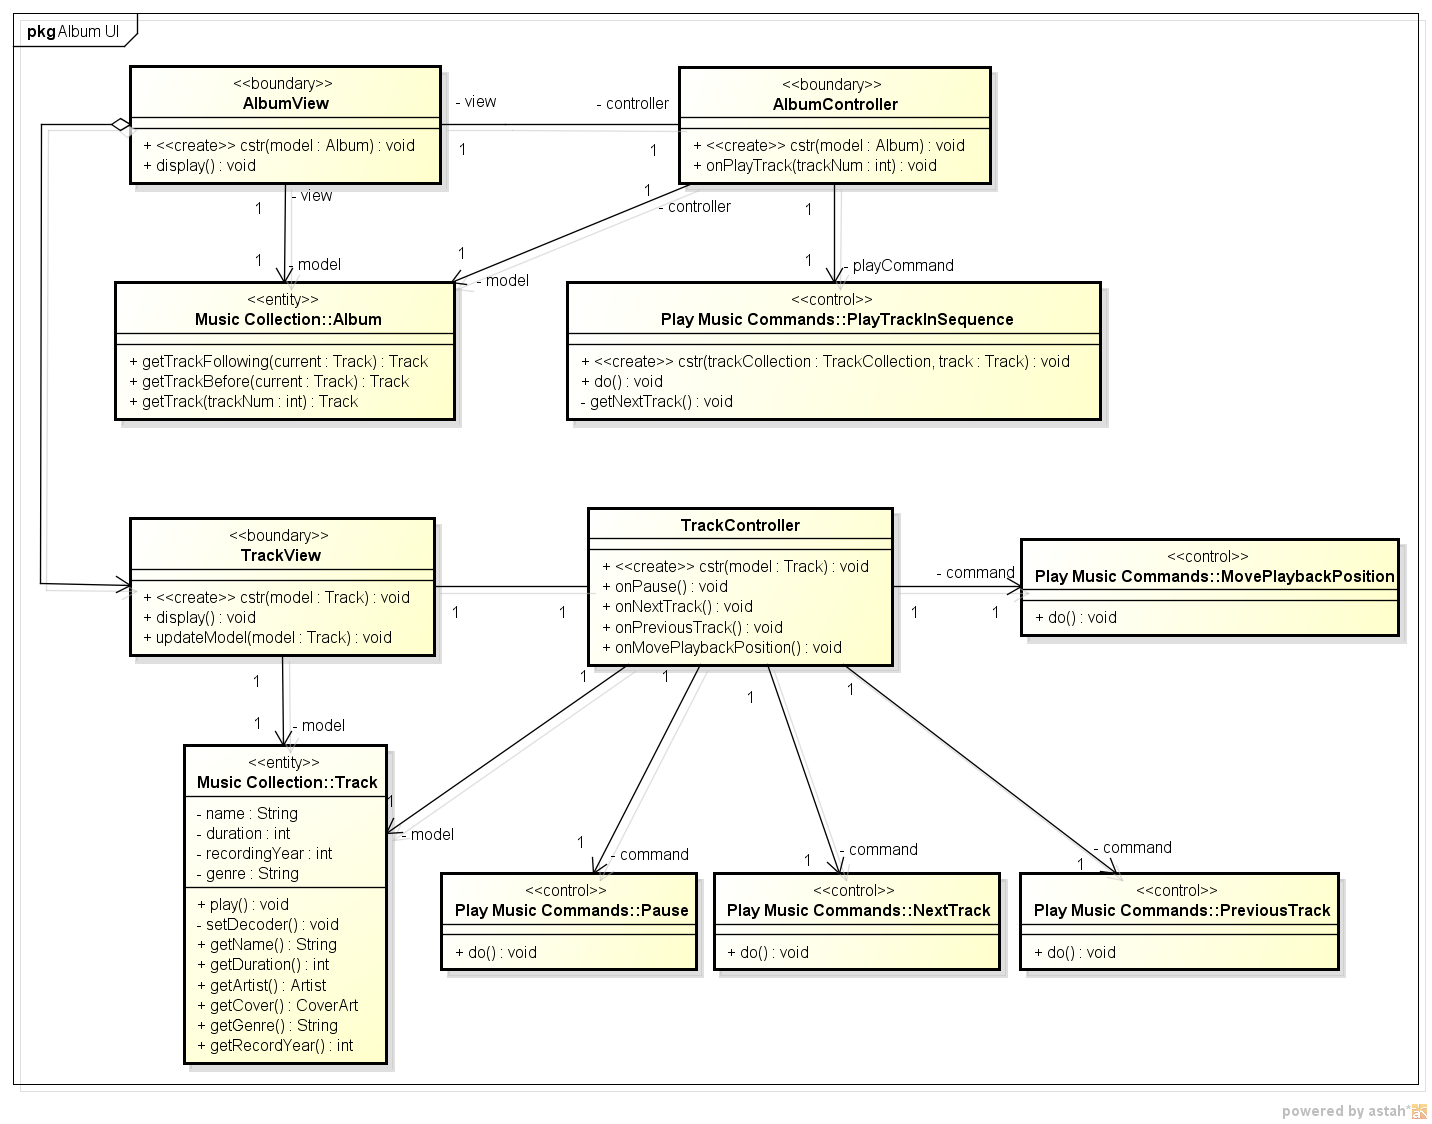 pkg Album UI
<<boundary>>
AlbumView
+ <<create>> cstr(model : Album) : void
+ display() : void
- view
- controller
1
1
<<boundary>>
AlbumController
+ <<create>> cstr(model : Album) : void
+ onPlayTrack(trackNum : int) : void
1
- view
1
- model
1
- controller
1
- model
1
1
- playCommand
<<entity>>
Music Collection::Album
+ getTrackFollowing(current : Track) : Track
+ getTrackBefore(current : Track) : Track
+ getTrack(trackNum : int) : Track
<<control>>
Play Music Commands::PlayTrackInSequence
+ <<create>> cstr(trackCollection : TrackCollection, track : Track) : void
+ do() : void
- getNextTrack() : void
<<boundary>>
TrackView
+ <<create>> cstr(model : Track) : void
+ display() : void
+ updateModel(model : Track) : void
1
1
TrackController
+ <<create>> cstr(model : Track) : void
+ onPause() : void
+ onNextTrack() : void
+ onPreviousTrack() : void
+ onMovePlaybackPosition() : void
- command
1
1
<<control>>
Play Music Commands::MovePlaybackPosition
+ do() : void
1
1
- model
1
1
- model
1
1
- command
1
1
- command
1
1
- command
<<entity>>
Music Collection::Track
- name : String
- duration : int
- recordingYear : int
- genre : String
+ play() : void
- setDecoder() : void
+ getName() : String
+ getDuration() : int
+ getArtist() : Artist
+ getCover() : CoverArt
+ getGenre() : String
+ getRecordYear() : int
<<control>>
Play Music Commands::Pause
+ do() : void
<<control>>
Play Music Commands::NextTrack
+ do() : void
<<control>>
Play Music Commands::PreviousTrack
+ do() : void
powered by astah*